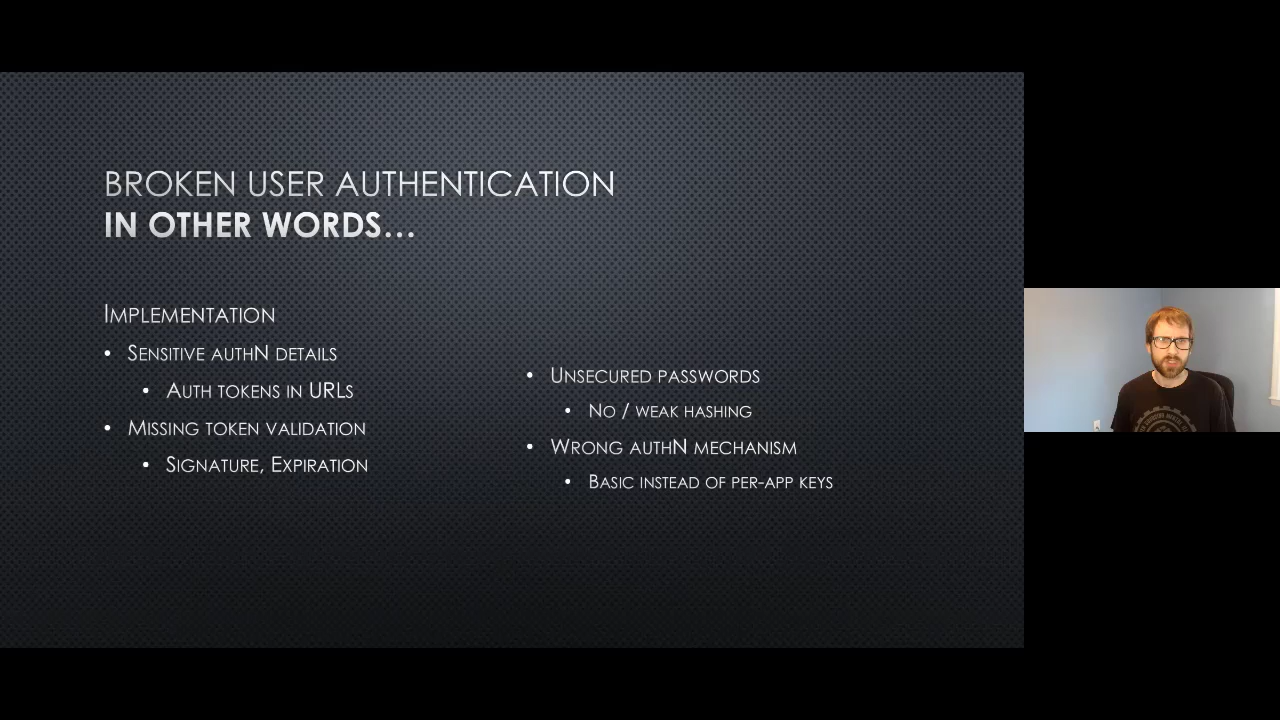 BROKEN USER AUTHENTICATION
IN OTHER WORDS...
IMPLEMENTATION
• SENSITIVE AUTHN DETAILS
• AUTH TOKENS IN URLS
• MISSING TOKEN VALIDATION
• SIGNATURE, EXPIRATION
• UNSECURED PASSWORDS
• NO / WEAK HASHING
• WRONG AUTHN MECHANISM
• BASIC INSTEAD OF PER-APP KEYS